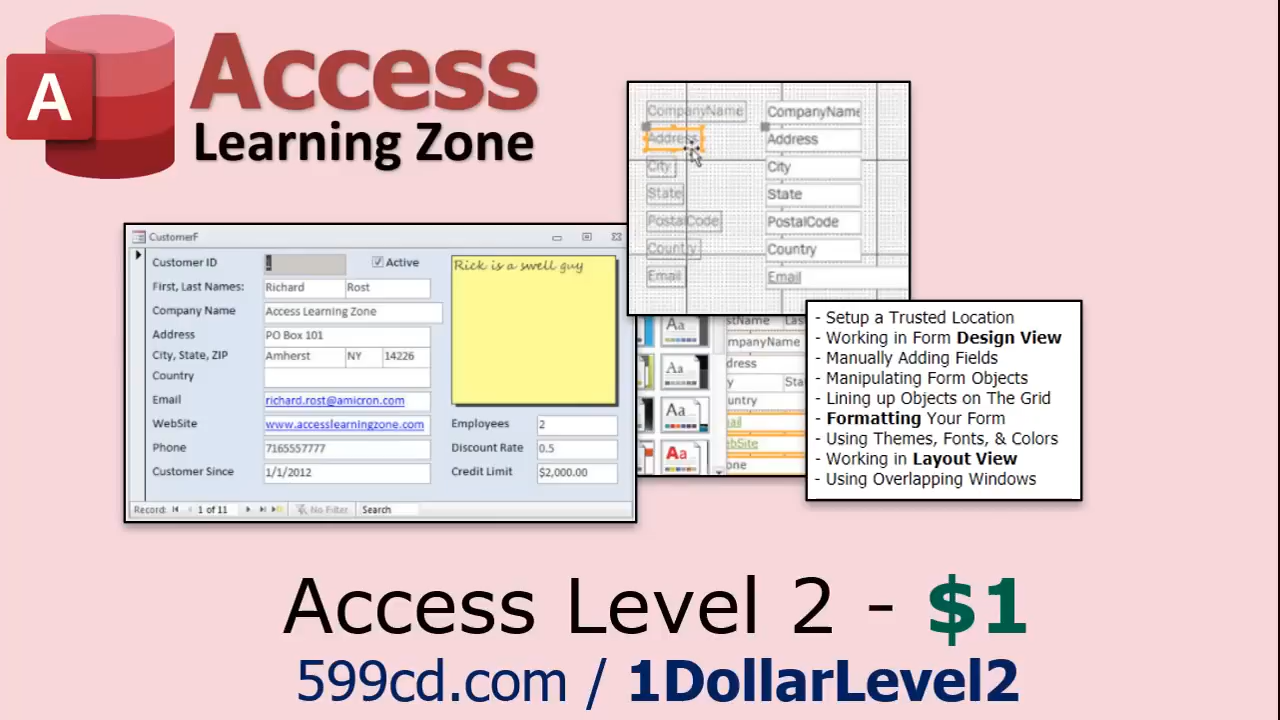 A
Access
Learning Zone
CompanyName CompanyName
Address Address
City City
State State
PostalCode PostalCode
Country Country
Email Email
CustomerF
Customer ID
Active
First, Last Names: Richard Rost
Company Name Access Learning Zone
Address PO Box 101
City, State, ZIP Amherst NY 14226
Country
Email richard.rost@amicron.com
WebSite www.accesslearningzone.com
Phone 7165557777
Customer Since 1/1/2012
Rick is a swell guy
Employees 2
Discount Rate 0.5
Credit Limit $2,000.00
Record: 1 of 11 No Filter Search
Aa
Aa
Aa
Aa
- Setup a Trusted Location
- Working in Form Design View
- Manually Adding Fields
- Manipulating Form Objects
- Lining up Objects on The Grid
- Formatting Your Form
- Using Themes, Fonts, & Colors
- Working in Layout View
- Using Overlapping Windows
Access Level 2 - $1
599cd.com / 1DollarLevel2